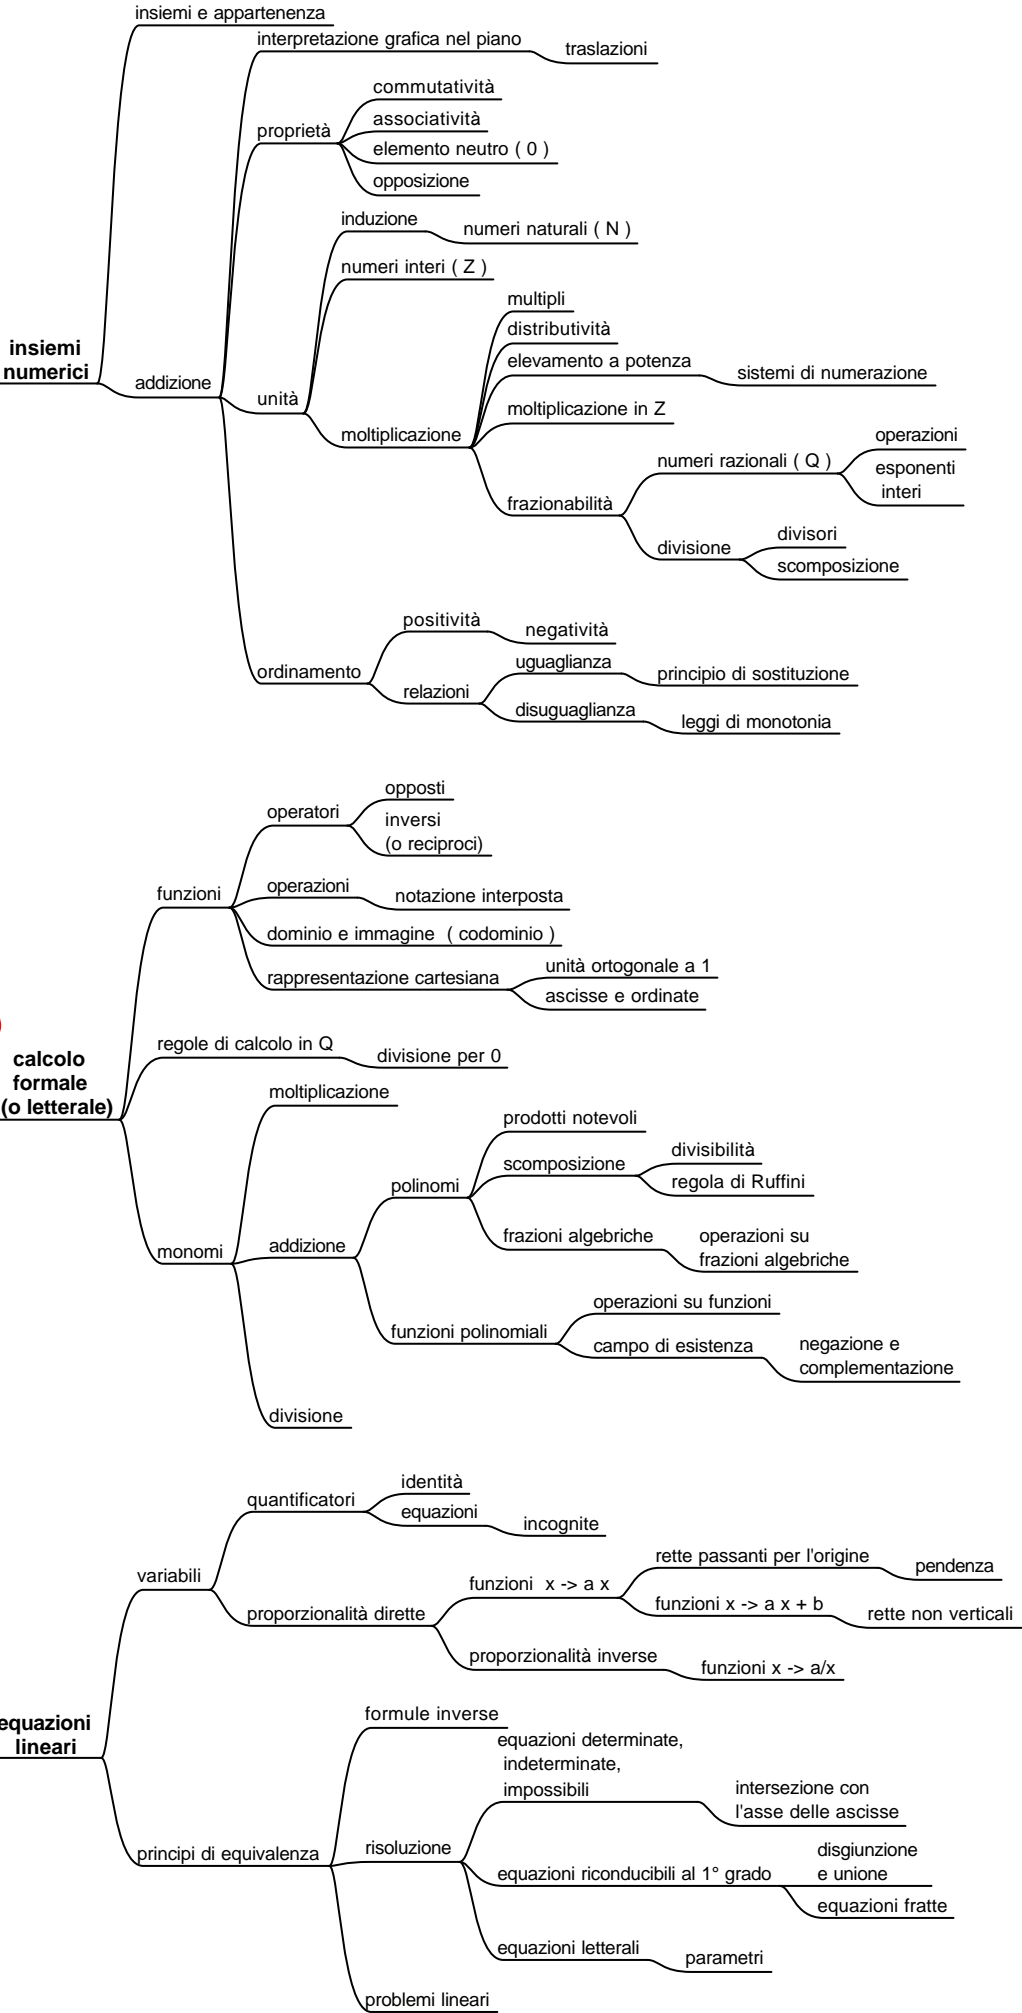 insiemi e appartenenza
interpretazione grafica nel piano
traslazioni
commutatività
associatività
proprietà
elemento neutro ( 0 )
opposizione
induzione
numeri naturali ( N )
numeri interi ( Z )
multipli
distributività
insiemi
numerici
elevamento a potenza
sistemi di numerazione
addizione
unità
moltiplicazione in Z
moltiplicazione
operazioni
numeri razionali ( Q )
esponenti
interi
frazionabilità
divisori
divisione
scomposizione
positività
negatività
ordinamento
uguaglianza
principio di sostituzione
relazioni
disuguaglianza
leggi di monotonia
opposti
operatori
inversi
(o reciproci)
funzioni
operazioni
notazione interposta
dominio e immagine ( codominio )
rappresentazione cartesiana
unità ortogonale a 1
ascisse e ordinate
regole di calcolo in Q
divisione per 0
calcolo
formale
(o letterale)
moltiplicazione
prodotti notevoli
divisibilità
scomposizione
regola di Ruffini
polinomi
frazioni algebriche
operazioni su
frazioni algebriche
monomi
addizione
operazioni su funzioni
funzioni polinomiali
campo di esistenza
negazione e
complementazione
divisione
identità
quantificatori
equazioni
incognite
variabili
rette passanti per l'origine
pendenza
funzioni x -> a x
funzioni x -> a x + b
rette non verticali
proporzionalità dirette
proporzionalità inverse
funzioni x -> a/x
formule inverse
equazioni
lineari
equazioni determinate,
indeterminate,
impossibili
intersezione con
l'asse delle ascisse
principi di equivalenza
risoluzione
equazioni riconducibili al 1° grado
disgiunzione
e unione
equazioni fratte
equazioni letterali
parametri
problemi lineari